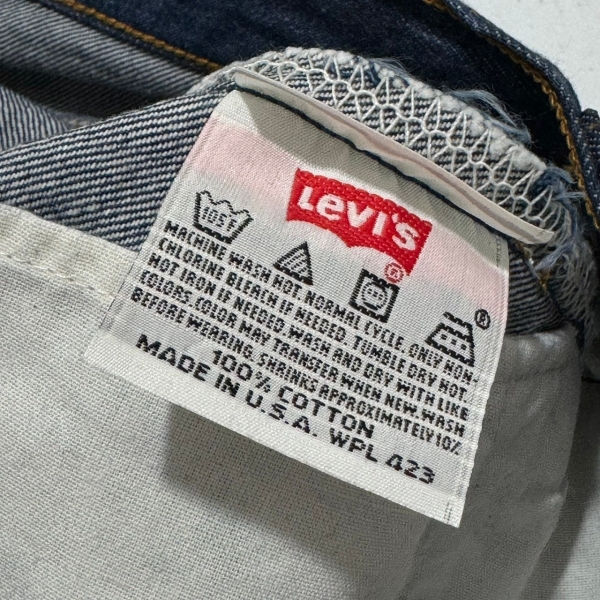 Levi's
®
105F
®
MACHINE WASH HOT, NORMAL CYCLE. ONLY NON-
CHLORINE BLEACH IF NEEDED. TUMBLE DRY HOT.
HOT IRON IF NEEDED. WASH AND DRY WITH LIKE
COLORS. COLOR MAY TRANSFER WHEN NEW. WASH
BEFORE WEARING. SHRINKS APPROXIMATELY 10%
100% COTTON
MADE IN U.S.A. WPL 423